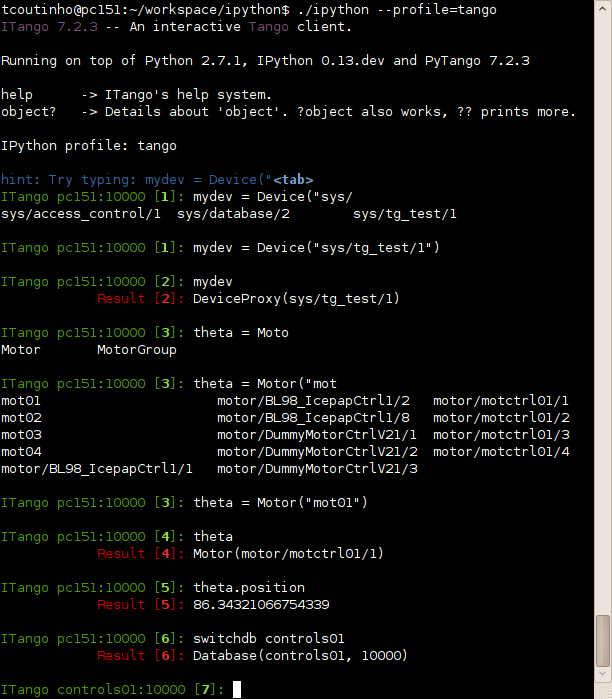 tcoutinho@pc151:~/workspace/ipython$ ./ipython --profile=tango
ITango 7.2.3 -- An interactive Tango client.
Running on top of Python 2.7.1, IPython 0.13.dev and PyTango 7.2.3
help      -> ITango's help system.
object?   -> Details about 'object'. ?object also works, ?? prints more.
IPython profile: tango
hint: Try typing: mydev = Device("<tab>
ITango pc151:10000 [1]: mydev = Device("sys/
sys/access_control/1  sys/database/2        sys/tg_test/1
ITango pc151:10000 [1]: mydev = Device("sys/tg_test/1")
ITango pc151:10000 [2]: mydev
Result [2]: DeviceProxy(sys/tg_test/1)
ITango pc151:10000 [3]: theta = Moto
Motor       MotorGroup
ITango pc151:10000 [3]: theta = Motor("mot
mot01                      motor/BL98_IcepapCtrl1/2   motor/motctrl01/1
mot02                      motor/BL98_IcepapCtrl1/8   motor/motctrl01/2
mot03                      motor/DummyMotorCtrlV21/1  motor/motctrl01/3
mot04                      motor/DummyMotorCtrlV21/2  motor/motctrl01/4
motor/BL98_IcepapCtrl1/1   motor/DummyMotorCtrlV21/3
ITango pc151:10000 [3]: theta = Motor("mot01")
ITango pc151:10000 [4]: theta
Result [4]: Motor(motor/motctrl01/1)
ITango pc151:10000 [5]: theta.position
Result [5]: 86.34321066754339
ITango pc151:10000 [6]: switchdb controls01
Result [6]: Database(controls01, 10000)
ITango controls01:10000 [7]: